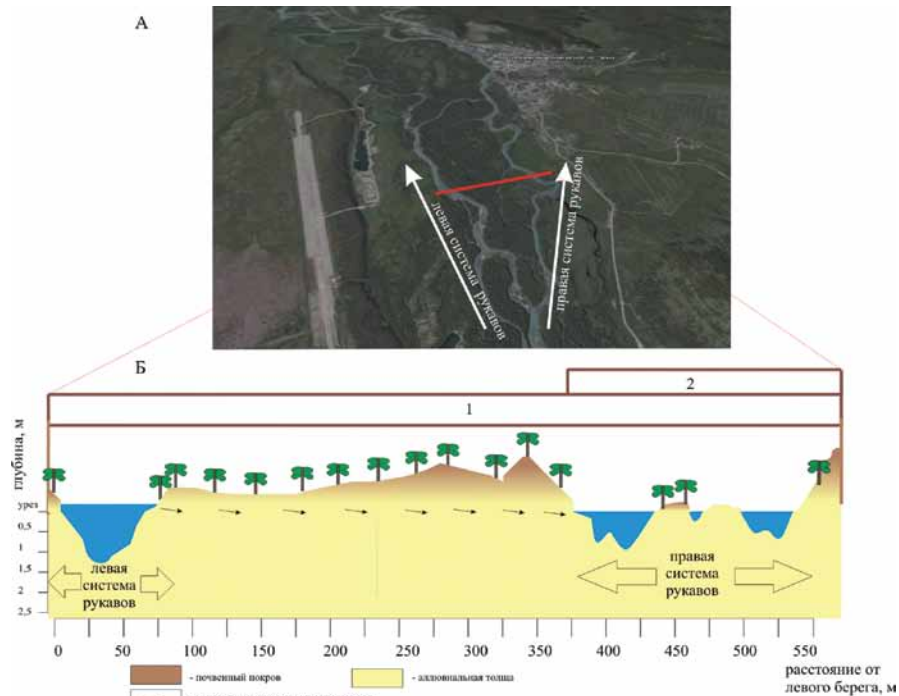 А
левая система рукавов
правая система рукавов
Б
2
1
глубина, м
урез
0,5
1
1,5
2
2,5
левая
система
рукавов
правая
система
рукавов
0 50 100 150 200 250 300 350 400 450 500 550
- почвенный покров
- аллювиальная толща
расстояние от
левого берега, м